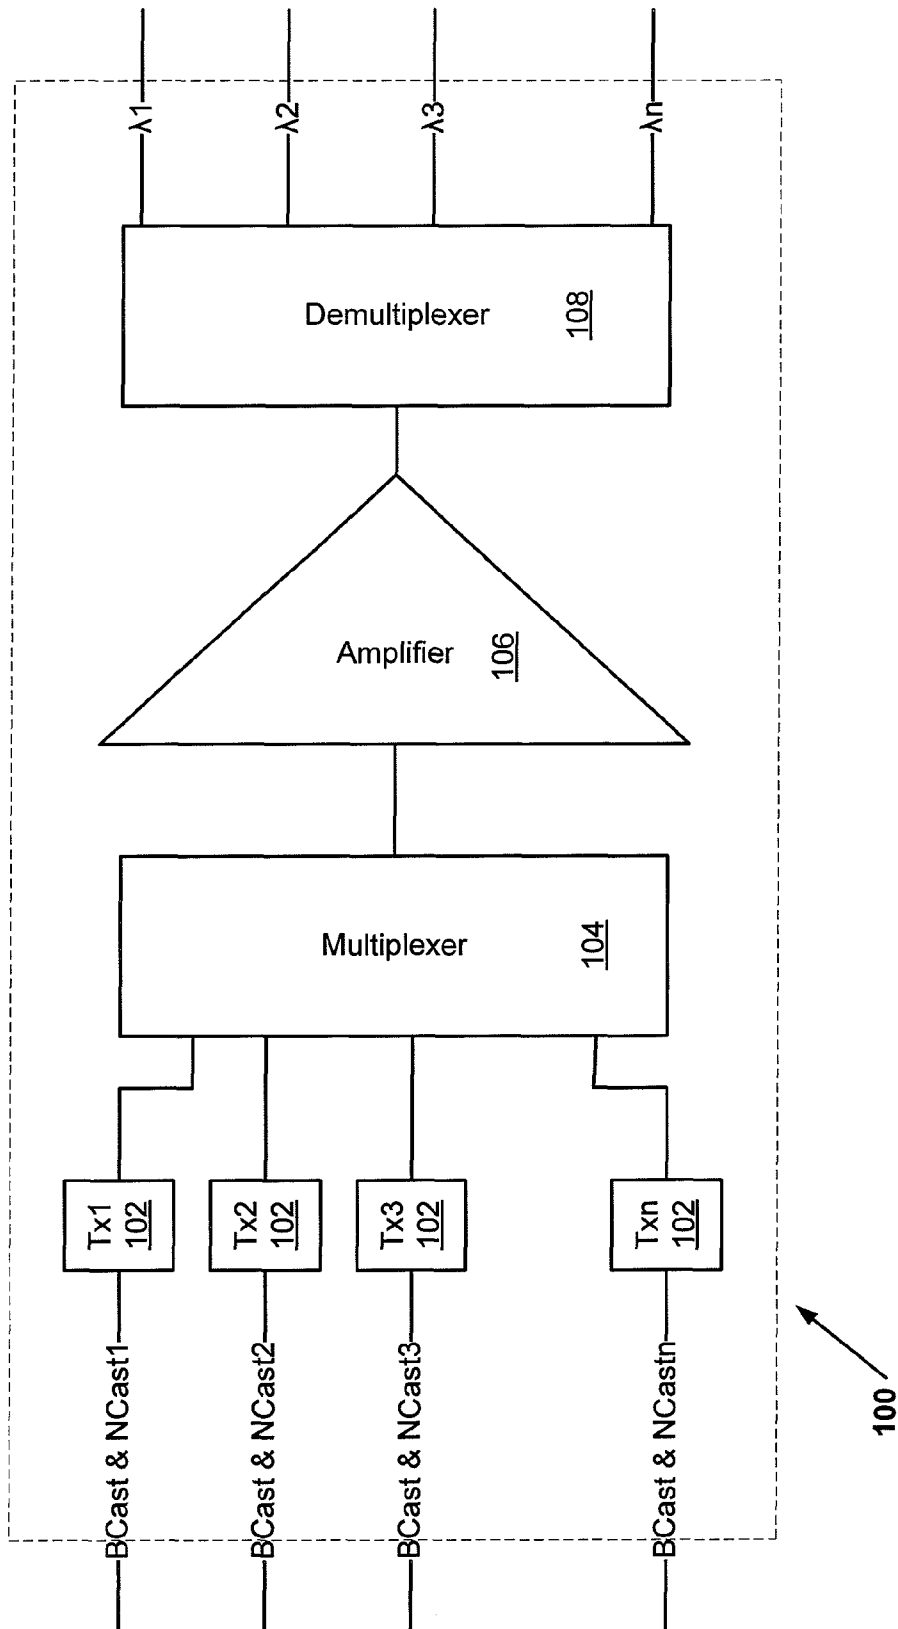 λ1
λ2
λ3
λn
Demultiplexer
108
Amplifier
106
Multiplexer
104
Tx1
102
Tx2
102
Tx3
102
Txn
102
BCast & NCast1
BCast & NCast2
BCast & NCast3
BCast & NCastn
100